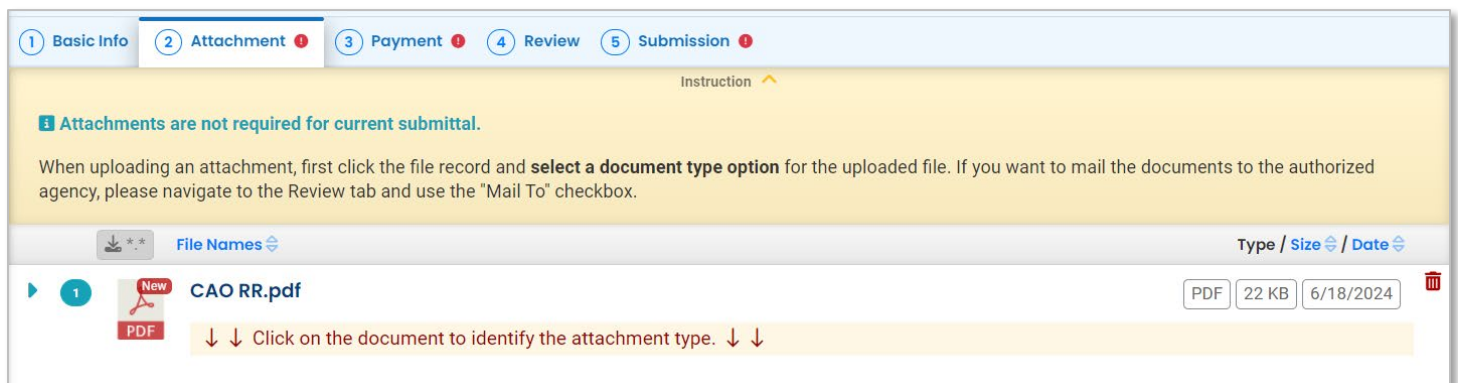 1 Basic Info 2 Attachment 3 Payment 4 Review 5 Submission
Instruction
Attachments are not required for current submittal.
When uploading an attachment, first click the file record and select a document type option for the uploaded file. If you want to mail the documents to the authorized
agency, please navigate to the Review tab and use the "Mail To" checkbox.
*.* File Names Type / Size / Date
1 New PDF CAO RR.pdf PDF 22 KB 6/18/2024
↓ ↓ Click on the document to identify the attachment type. ↓ ↓